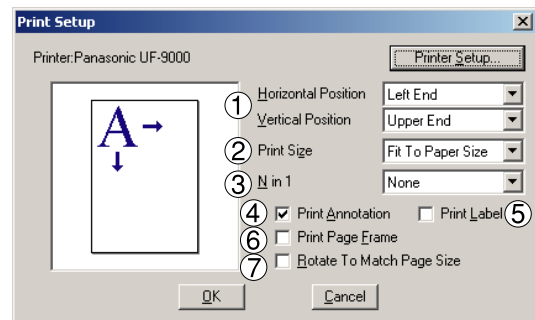 Print Setup
Printer:Panasonic UF-9000
Printer Setup...
A
1
Horizontal Position
Left End
Vertical Position
Upper End
2
Print Size
Fit To Paper Size
3
N in 1
None
4
Print Annotation
Print Label
5
6
Print Page Frame
7
Rotate To Match Page Size
OK
Cancel